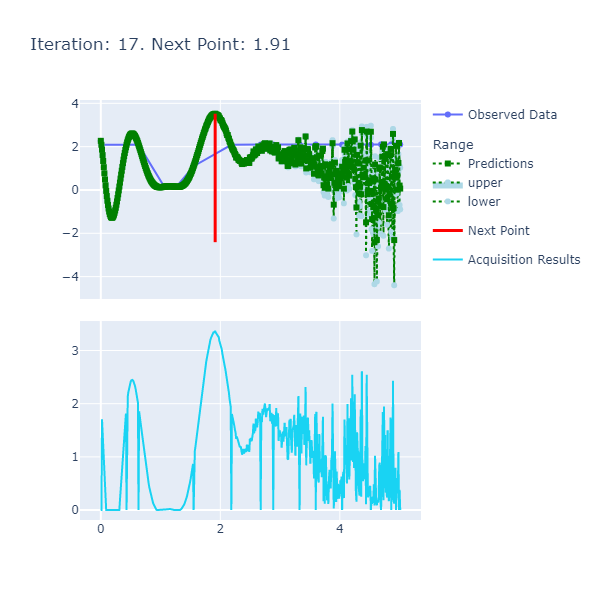 Iteration: 17. Next Point: 1.91
4
2
0
−2
−4
Observed Data
Range
Predictions
upper
lower
Next Point
Acquisition Results
3
2
1
0
0
2
4